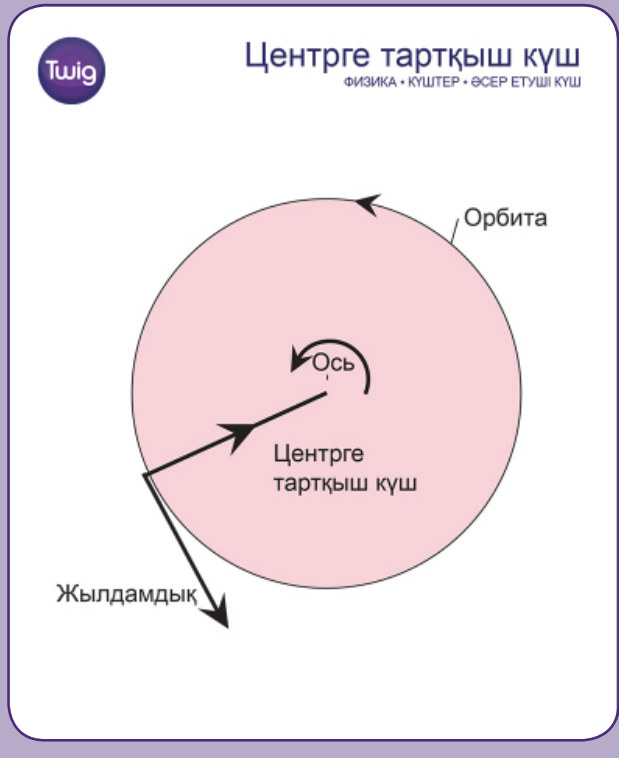 Twig
Центрге тартқыш күш
ФИЗИКА • КҮШТЕР • ӘСЕР ЕТУШІ КҮШ
Орбита
Ось
Центрге
тартқыш күш
Жылдамдық